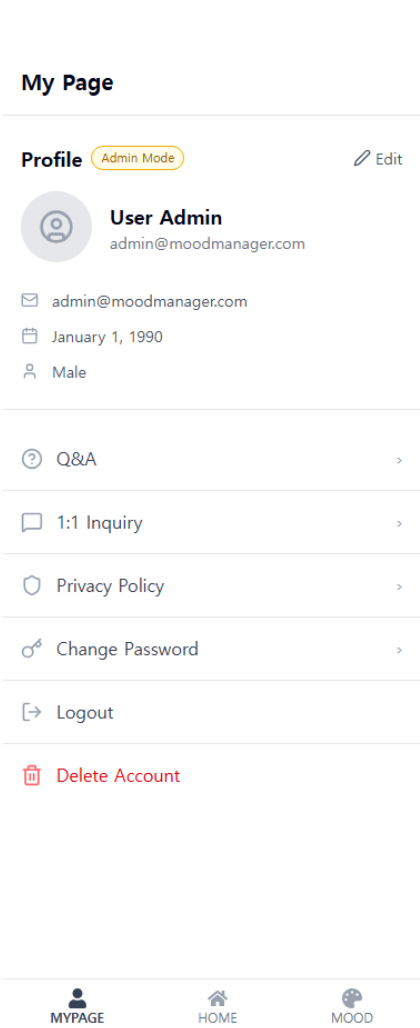 My Page
Profile Admin Mode Edit
User Admin
admin@moodmanager.com
admin@moodmanager.com
January 1, 1990
Male
Q&A
1:1 Inquiry
Privacy Policy
Change Password
Logout
Delete Account
MYPAGE HOME MOOD